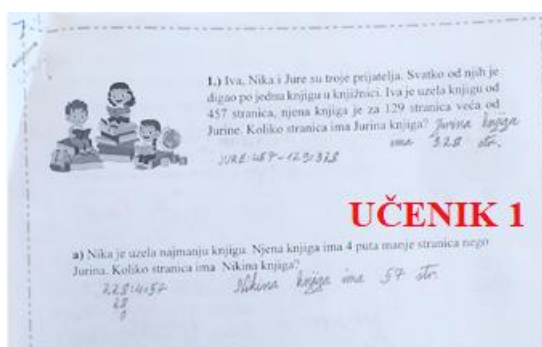 7.
1.) Iva, Nika i Jure su troje prijatelja. Svatko od njih je
digao po jednu knjigu u knjižnici. Iva je uzela knjigu od
457 stranica, njena knjiga je za 129 stranica veća od
Jurine. Koliko stranica ima Jurina knjiga? Jurina knjiga
ima 328 str.
JURE: 457-129=328
UČENIK 1
a) Nika je uzela najmanju knjigu. Njena knjiga ima 4 puta manje stranica nego
Jurina. Koliko stranica ima Nikina knjiga?
228:4=57 Nikina knjiga ima 57 str.
28
0